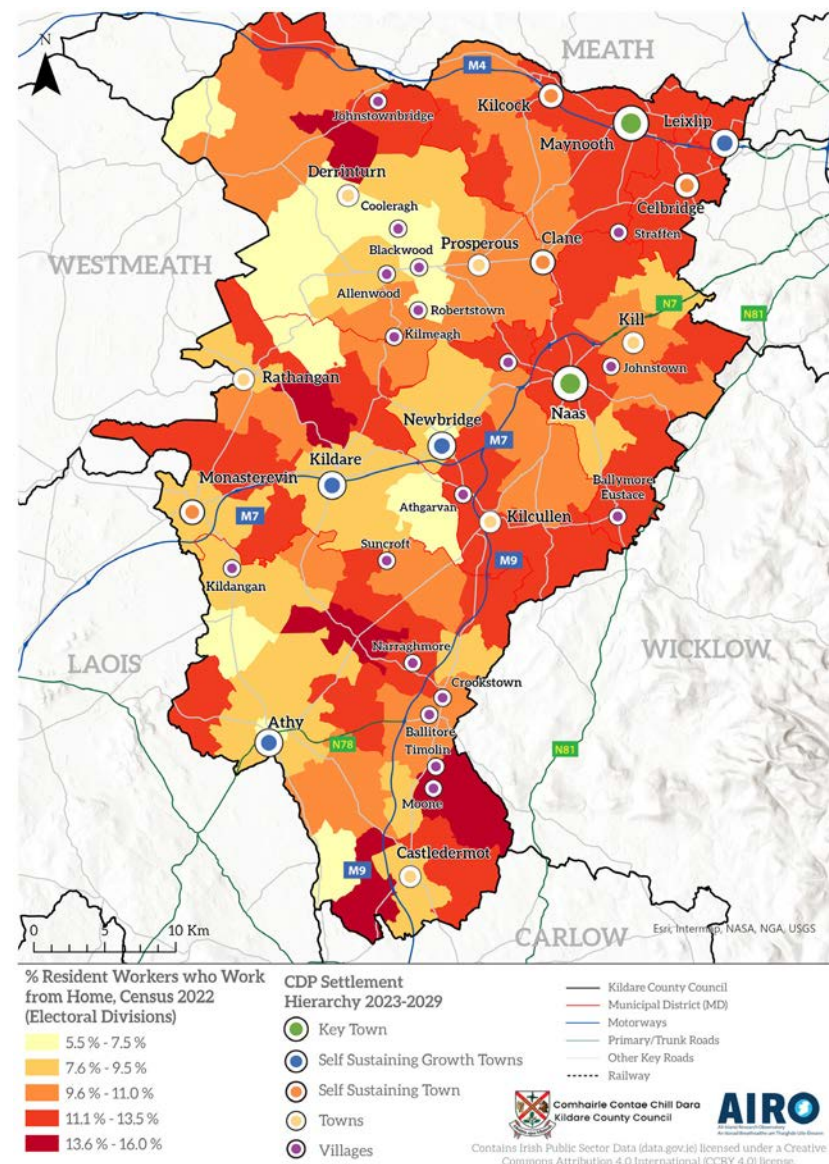 N
MEATH
M4
Kilcock
Johnstownbridge
Maynooth
Leixlip
Derrinturn
Celbridge
Cooleragh
Straffen
Blackwood
Prosperous
Clane
WESTMEATH
Allenwood
N7
N81
Robertstown
Kill
Kilmeagh
Johnstown
Rathangan
Naas
Newbridge
M7
Kildare
Monasterevin
Ballymore
Eustace
Athgarvan
M7
Kilcullen
Suncroft
M9
Kildangan
WICKLOW
LAOIS
Narraghmore
Crookstown
Athy
Ballitore
N78
Timolin
N81
Moone
Castledermot
M9
0 5 10 Km
CARLOW
Esri, Intermap, NASA, NGA, USGS
% Resident Workers who Work
from Home, Census 2022
(Electoral Divisions)
5.5 % - 7.5 %
7.6 % - 9.5 %
9.6 % - 11.0 %
11.1 % - 13.5 %
13.6 % - 16.0 %
CDP Settlement
Hierarchy 2023-2029
Key Town
Self Sustaining Growth Towns
Self Sustaining Town
Towns
Villages
Kildare County Council
Municipal District (MD)
Motorways
Primary/Trunk Roads
Other Key Roads
Railway
Comhairle Contae Chill Dara
Kildare County Council
AIRO
Contains Irish Public Sector Data (data.gov.ie) licensed under a Creative
Commons Attribution 4.0 International (CCBY 4.0) license